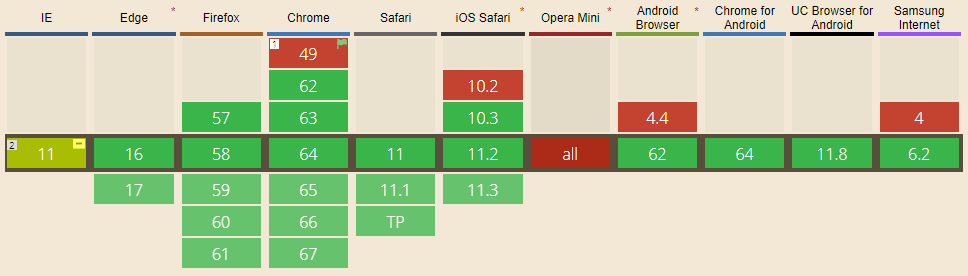 IE Edge * Firefox Chrome Safari iOS Safari * Opera Mini * Android Browser * Chrome for Android UC Browser for Android Samsung Internet
1 49
62 10.2
57 63 10.3 4.4 4
2 11 16 58 64 11 11.2 all 62 64 11.8 6.2
17 59 65 11.1 11.3
60 66 TP
61 67